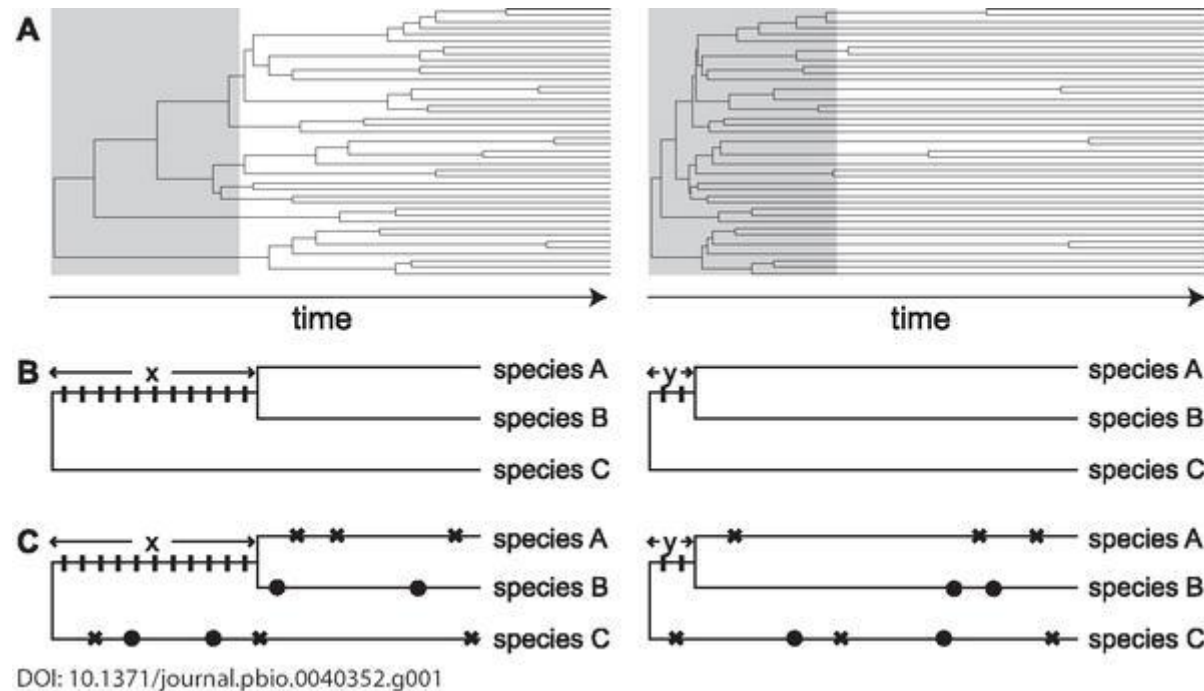 A
time time
B x species A y species A
species B species B
species C species C
C x species A y species A
species B species B
species C species C
DOI: 10.1371/journal.pbio.0040352.g001